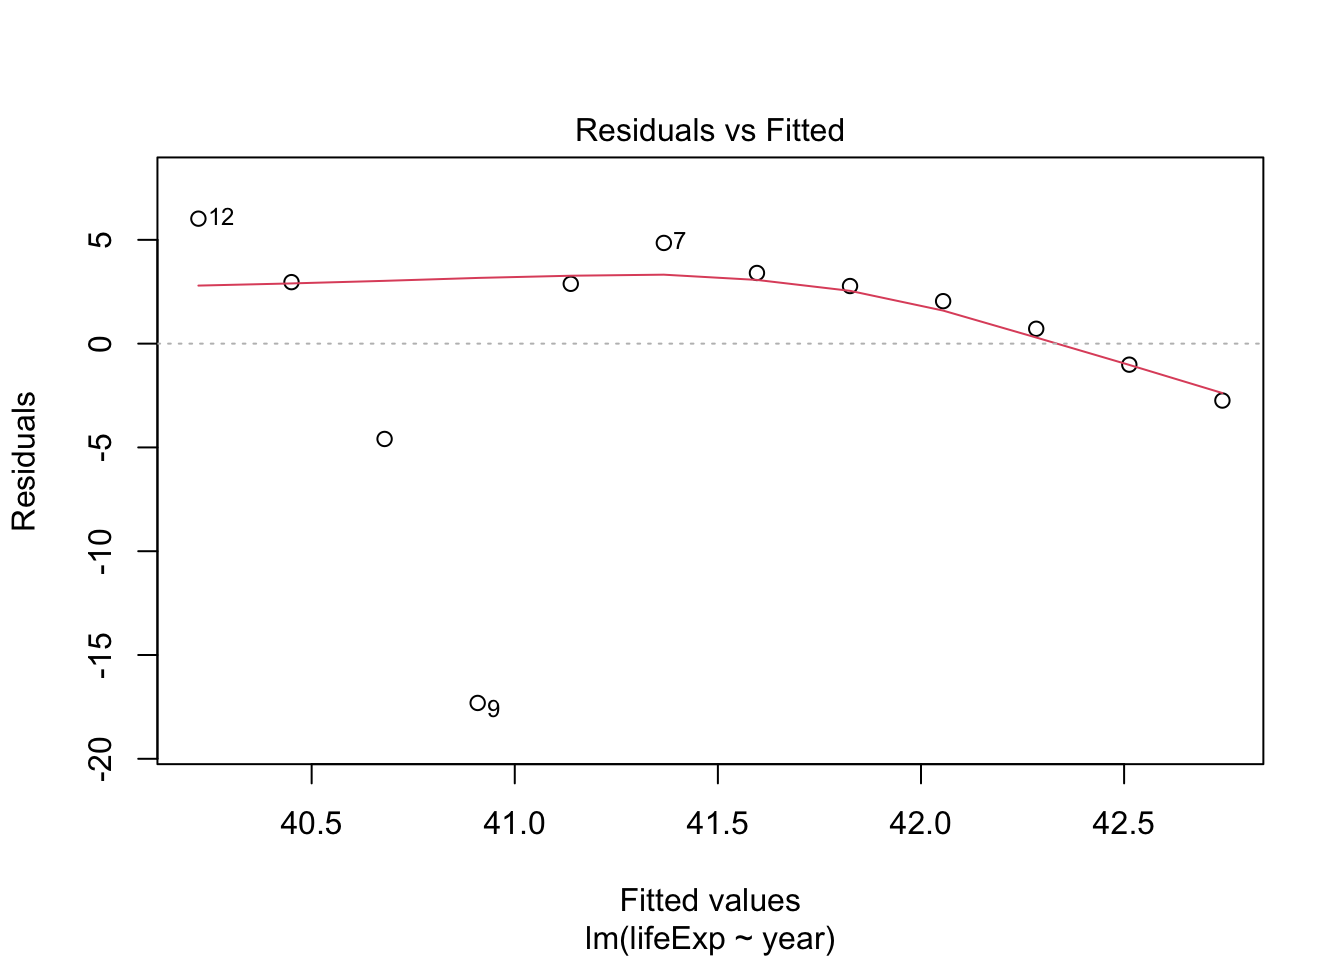 Residuals vs Fitted
Residuals
5
0
-5
-10
-15
-20
12
7
9
40.5 41.0 41.5 42.0 42.5
Fitted values
lm(lifeExp ~ year)